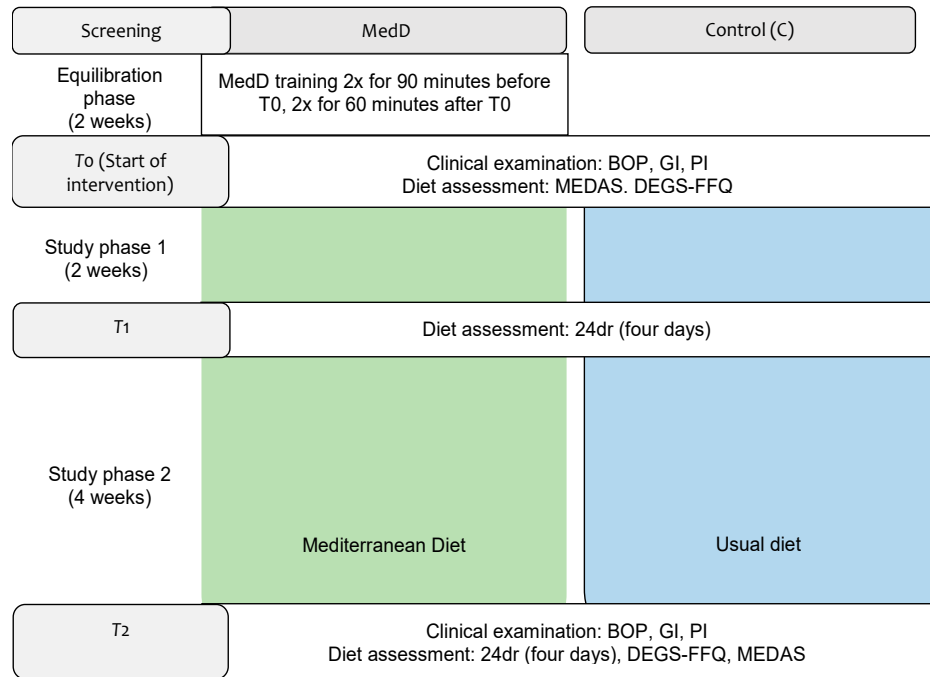 Screening
MedD
Control (C)
Equilibration
phase
(2 weeks)
MedD training 2x for 90 minutes before
T0, 2x for 60 minutes after T0
T0 (Start of
intervention)
Clinical examination: BOP, GI, PI
Diet assessment: MEDAS. DEGS-FFQ
Study phase 1
(2 weeks)
T1
Diet assessment: 24dr (four days)
Study phase 2
(4 weeks)
Mediterranean Diet
Usual diet
T2
Clinical examination: BOP, GI, PI
Diet assessment: 24dr (four days), DEGS-FFQ, MEDAS